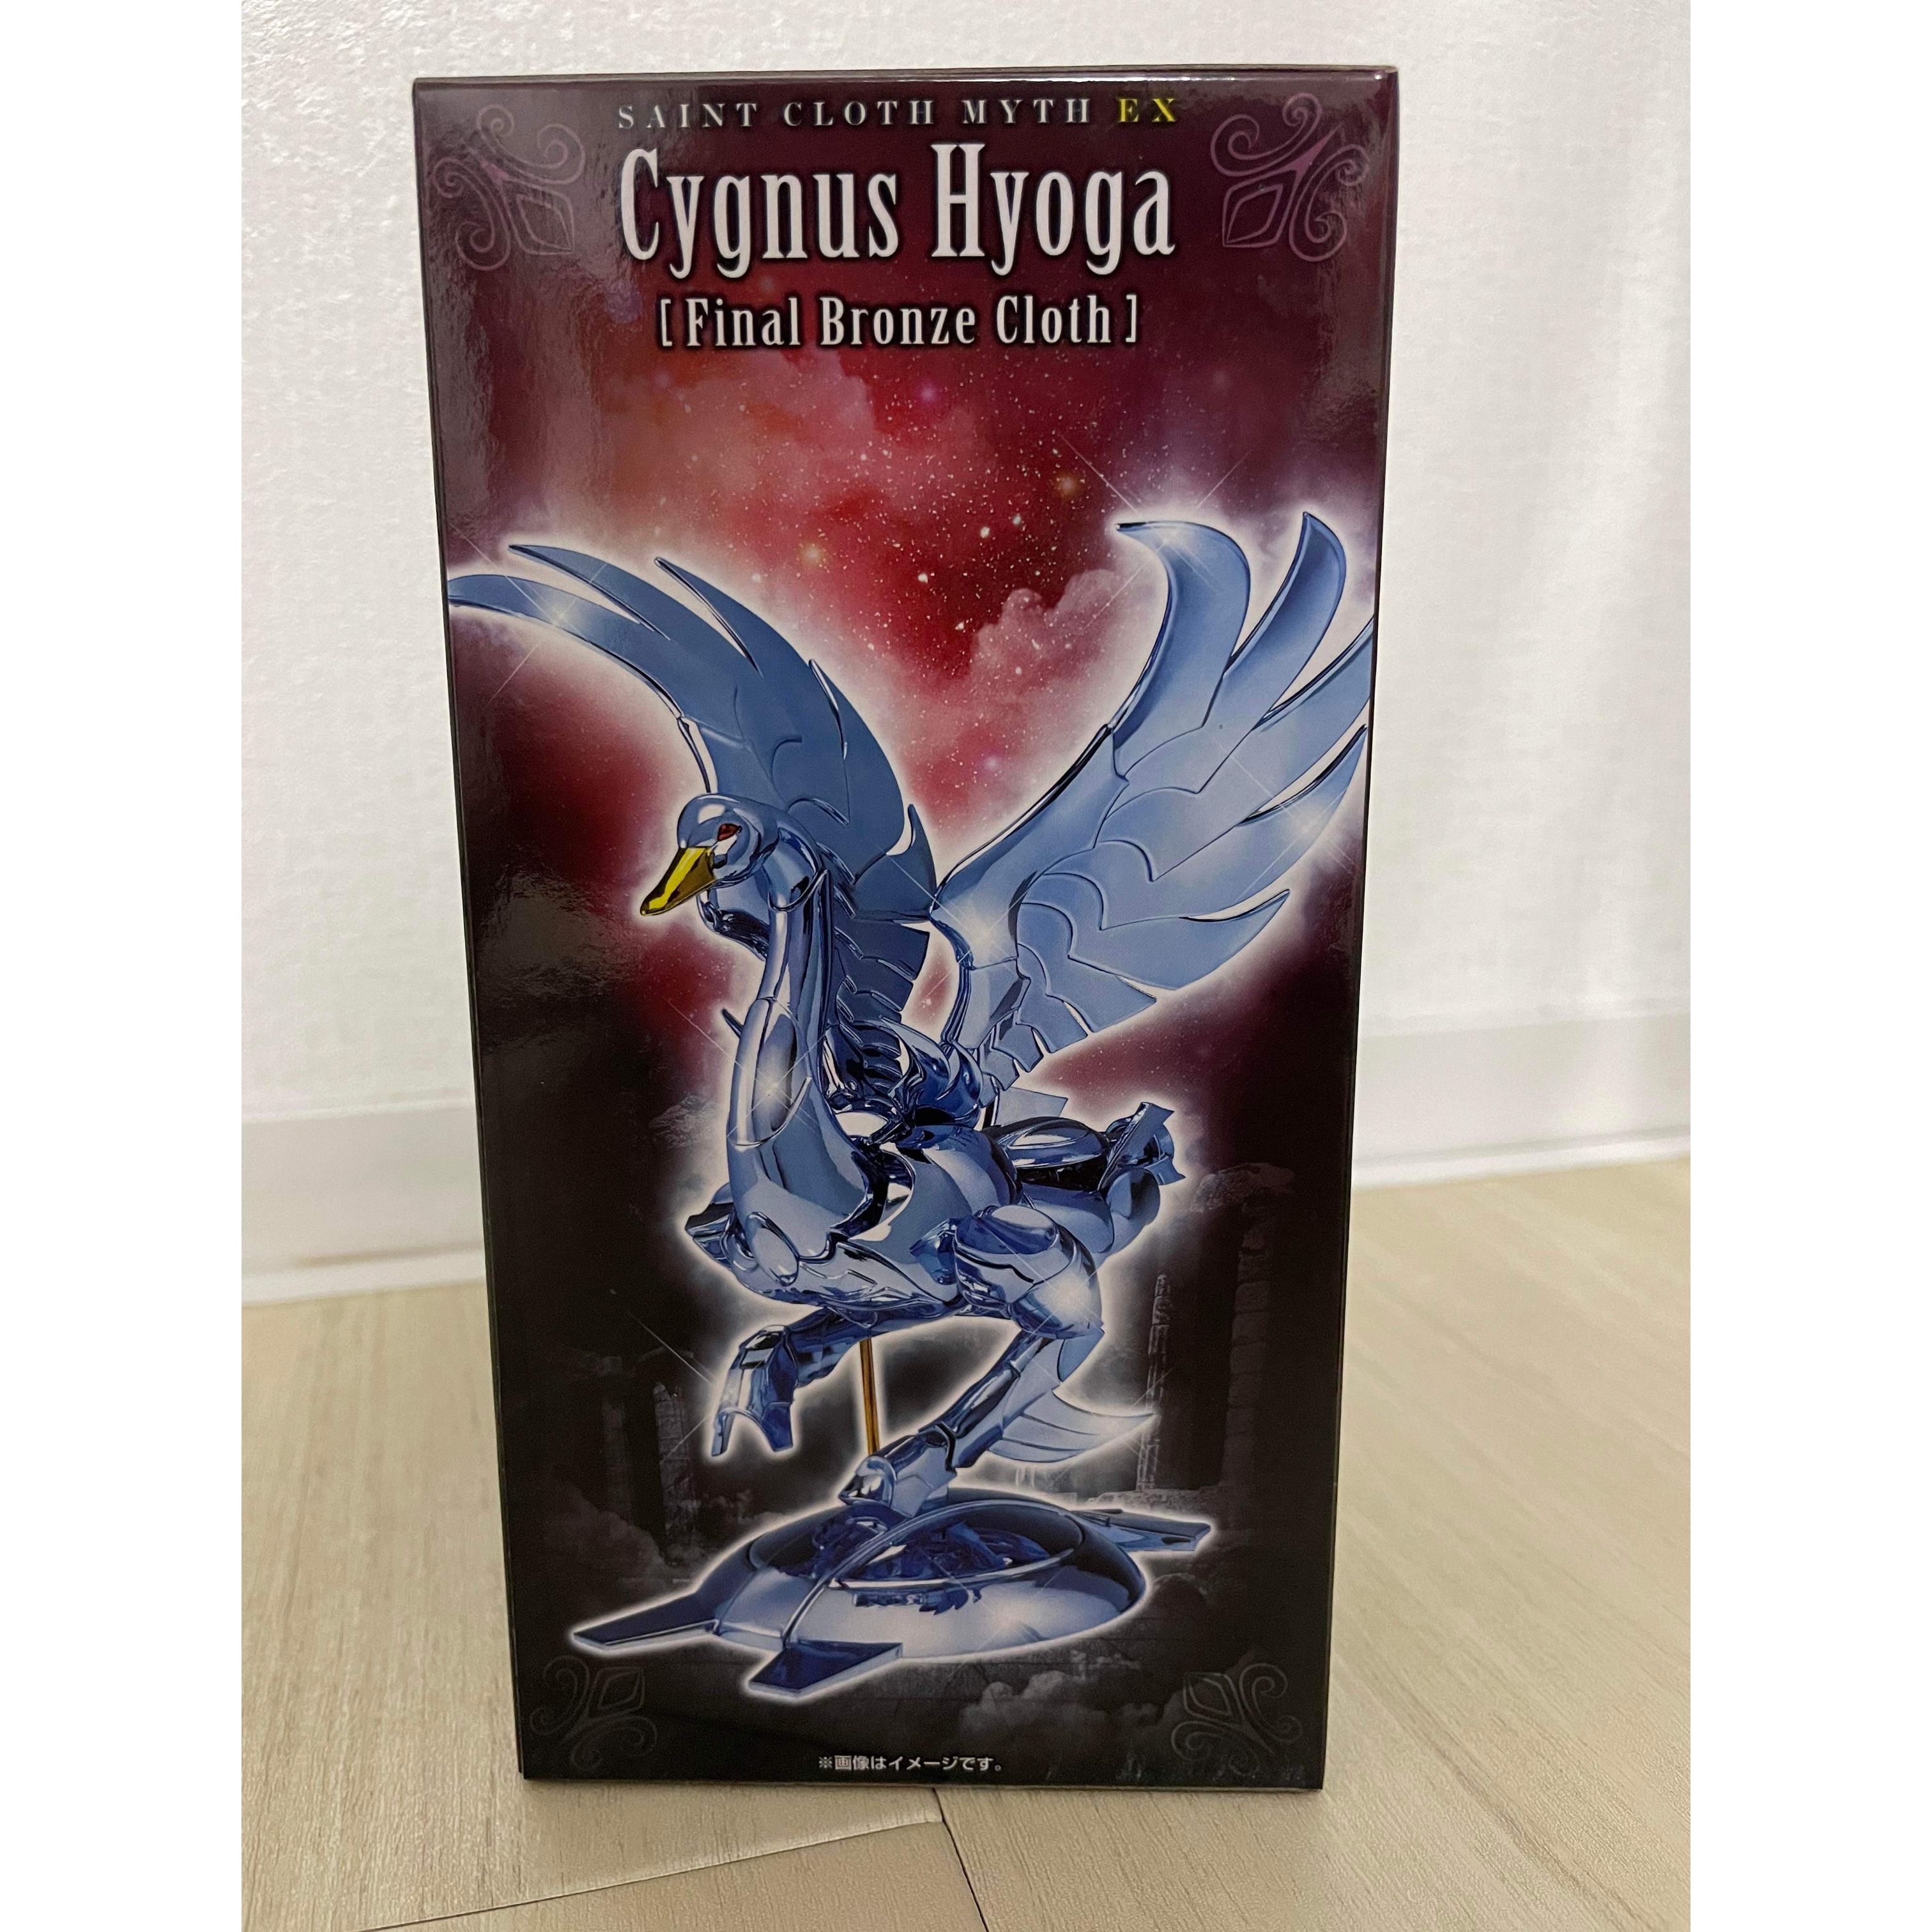 SAINT CLOTH MYTH EX
Cygnus Hyoga
[Final Bronze Cloth]
※画像はイメージです。